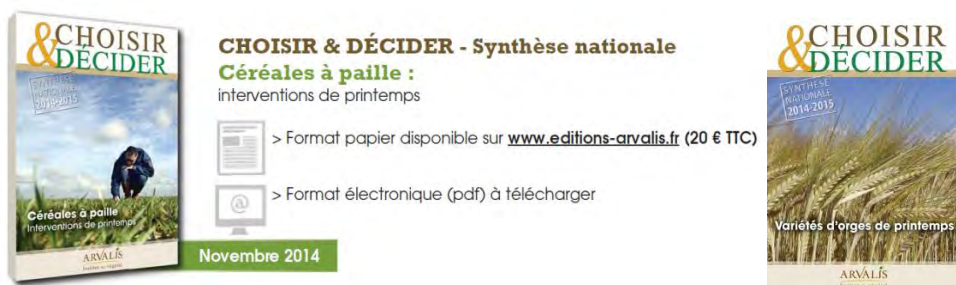 &CHOISIR
DÉCIDER
SYNTHÈSE
NATIONALE
2014-2015
Céréales à paille
Interventions de printemps
ARVALIS
CHOISIR & DÉCIDER - Synthèse nationale
Céréales à paille :
interventions de printemps
> Format papier disponible sur www.editions-arvalis.fr (20 € TTC)
@
> Format électronique (pdf) à télécharger
Novembre 2014
&CHOISIR
DÉCIDER
SYNTHÈSE
NATIONALE
2014-2015
Variétés d'orges de printemps
ARVALIS